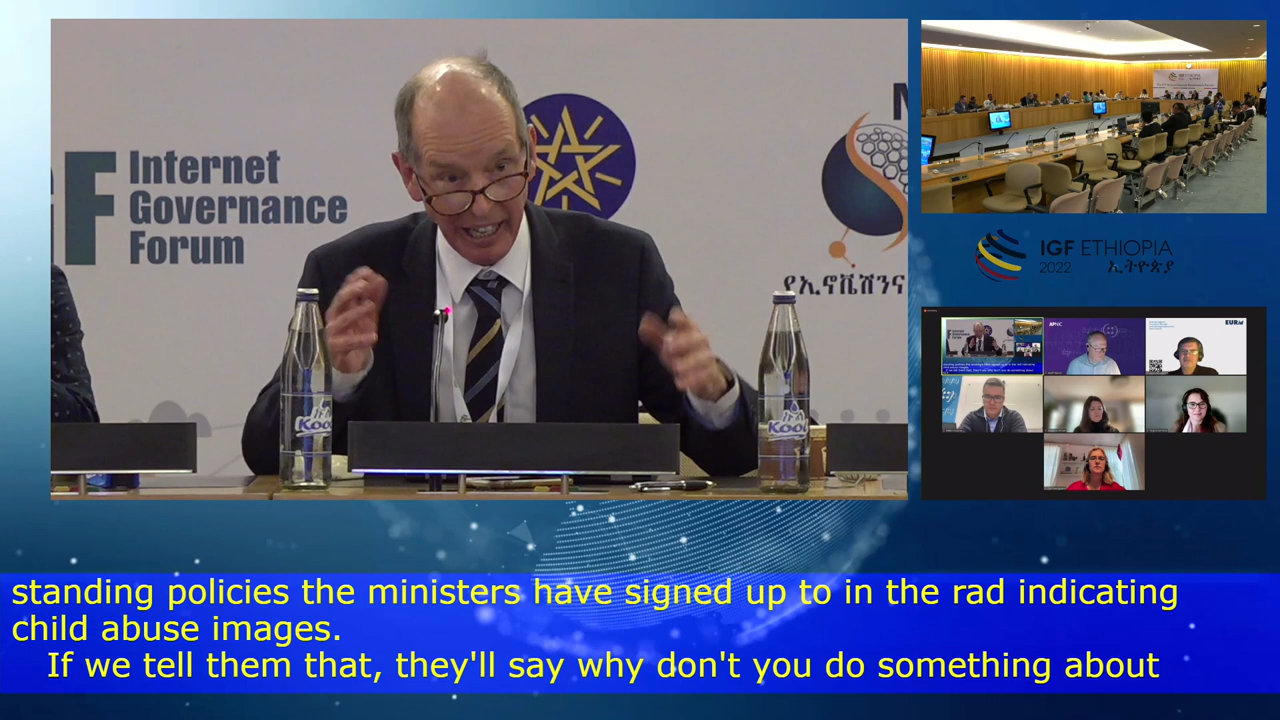 F
Internet
Governance
Forum
N
የኢኖቬሽንና
Kool
Kool
IGF ETHIOPIA
2022 ኢትዮጵያ
standing policies the ministers have signed up to in the rad indicating
child abuse images.
If we tell them that, they'll say why don't you do something about